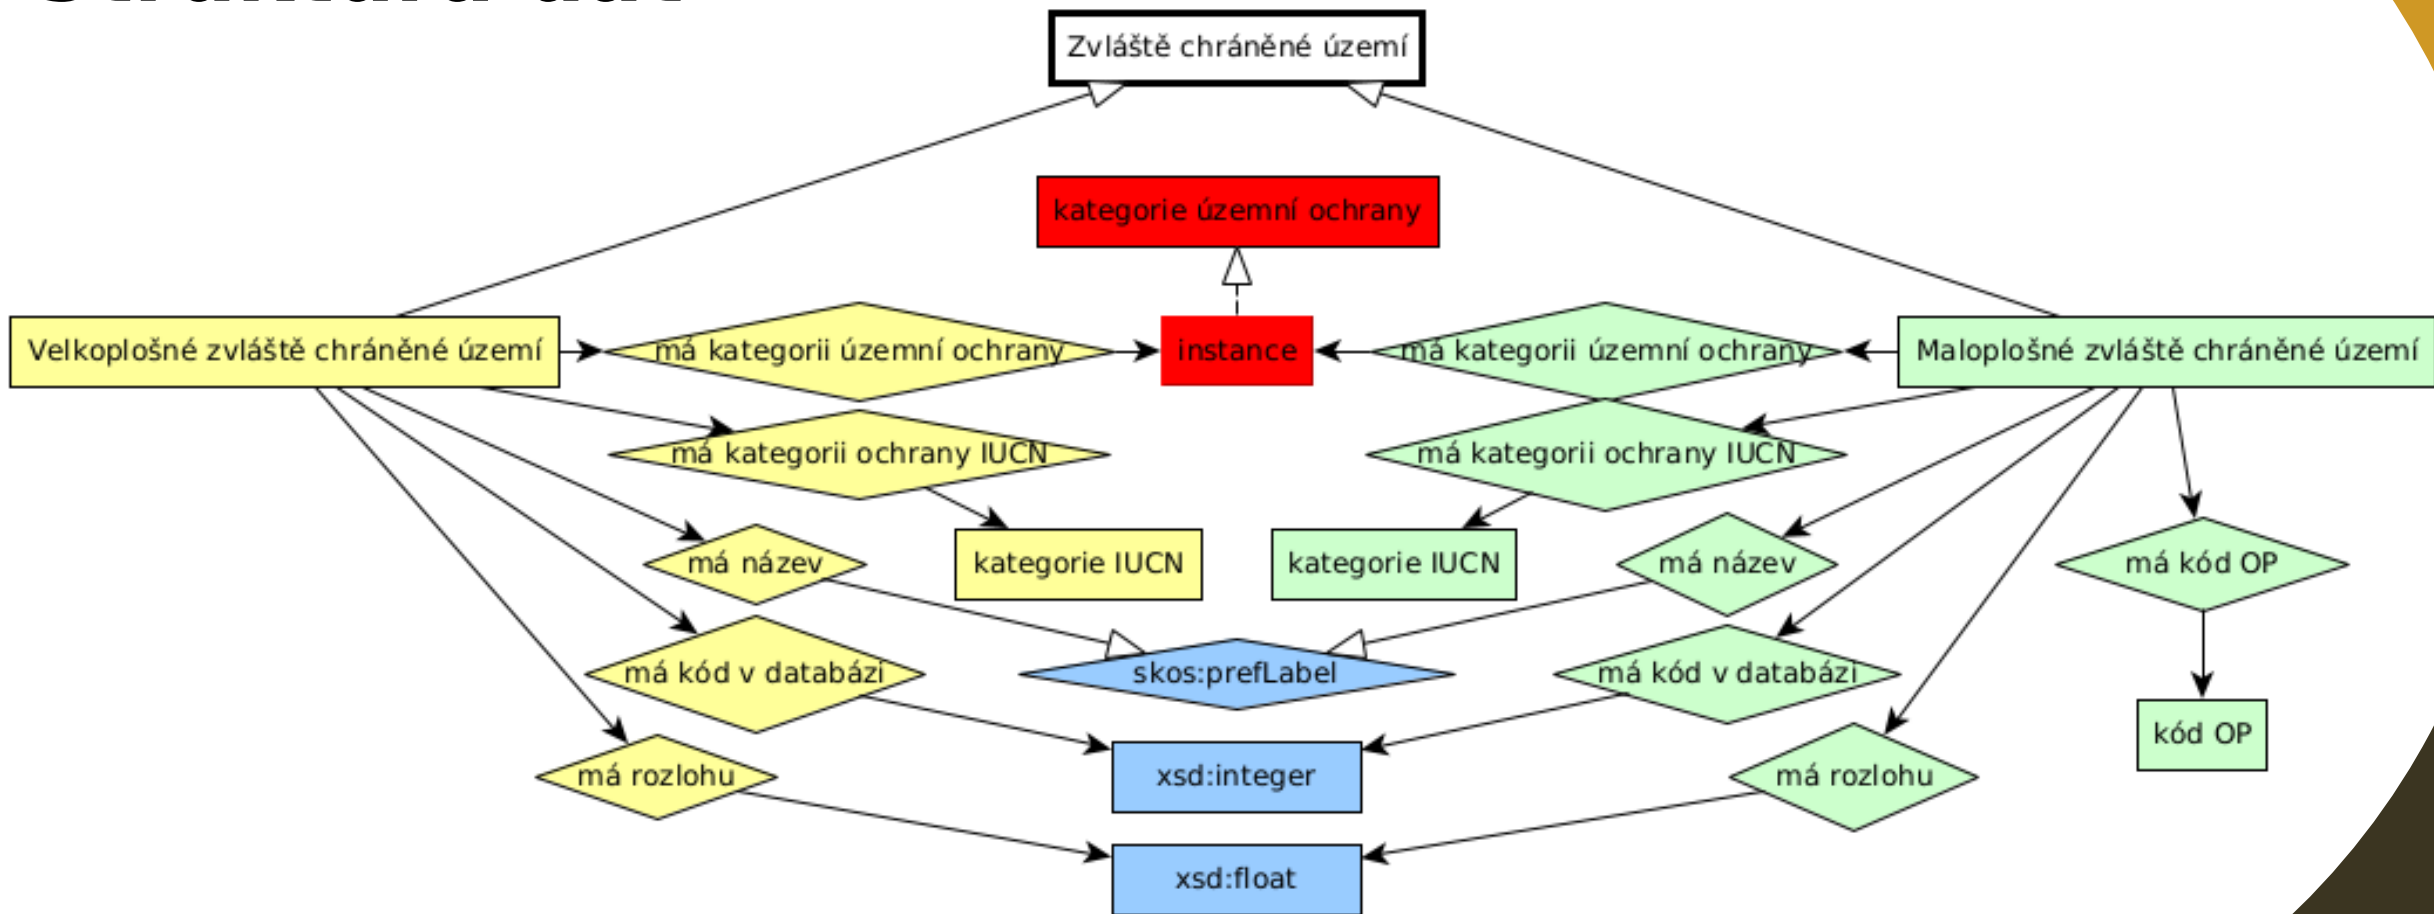 Struktura dat
Zvláště chráněné území
kategorie územní ochrany
Velkoplošné zvláště chráněné území
má kategorii územní ochrany
instance
má kategorii územní ochrany
Maloplošné zvláště chráněné území
má kategorii ochrany IUCN
má kategorii ochrany IUCN
má název
kategorie IUCN
kategorie IUCN
má název
má kód OP
má kód v databázi
skos:prefLabel
má kód v databázi
kód OP
má rozlohu
xsd:integer
má rozlohu
xsd:float